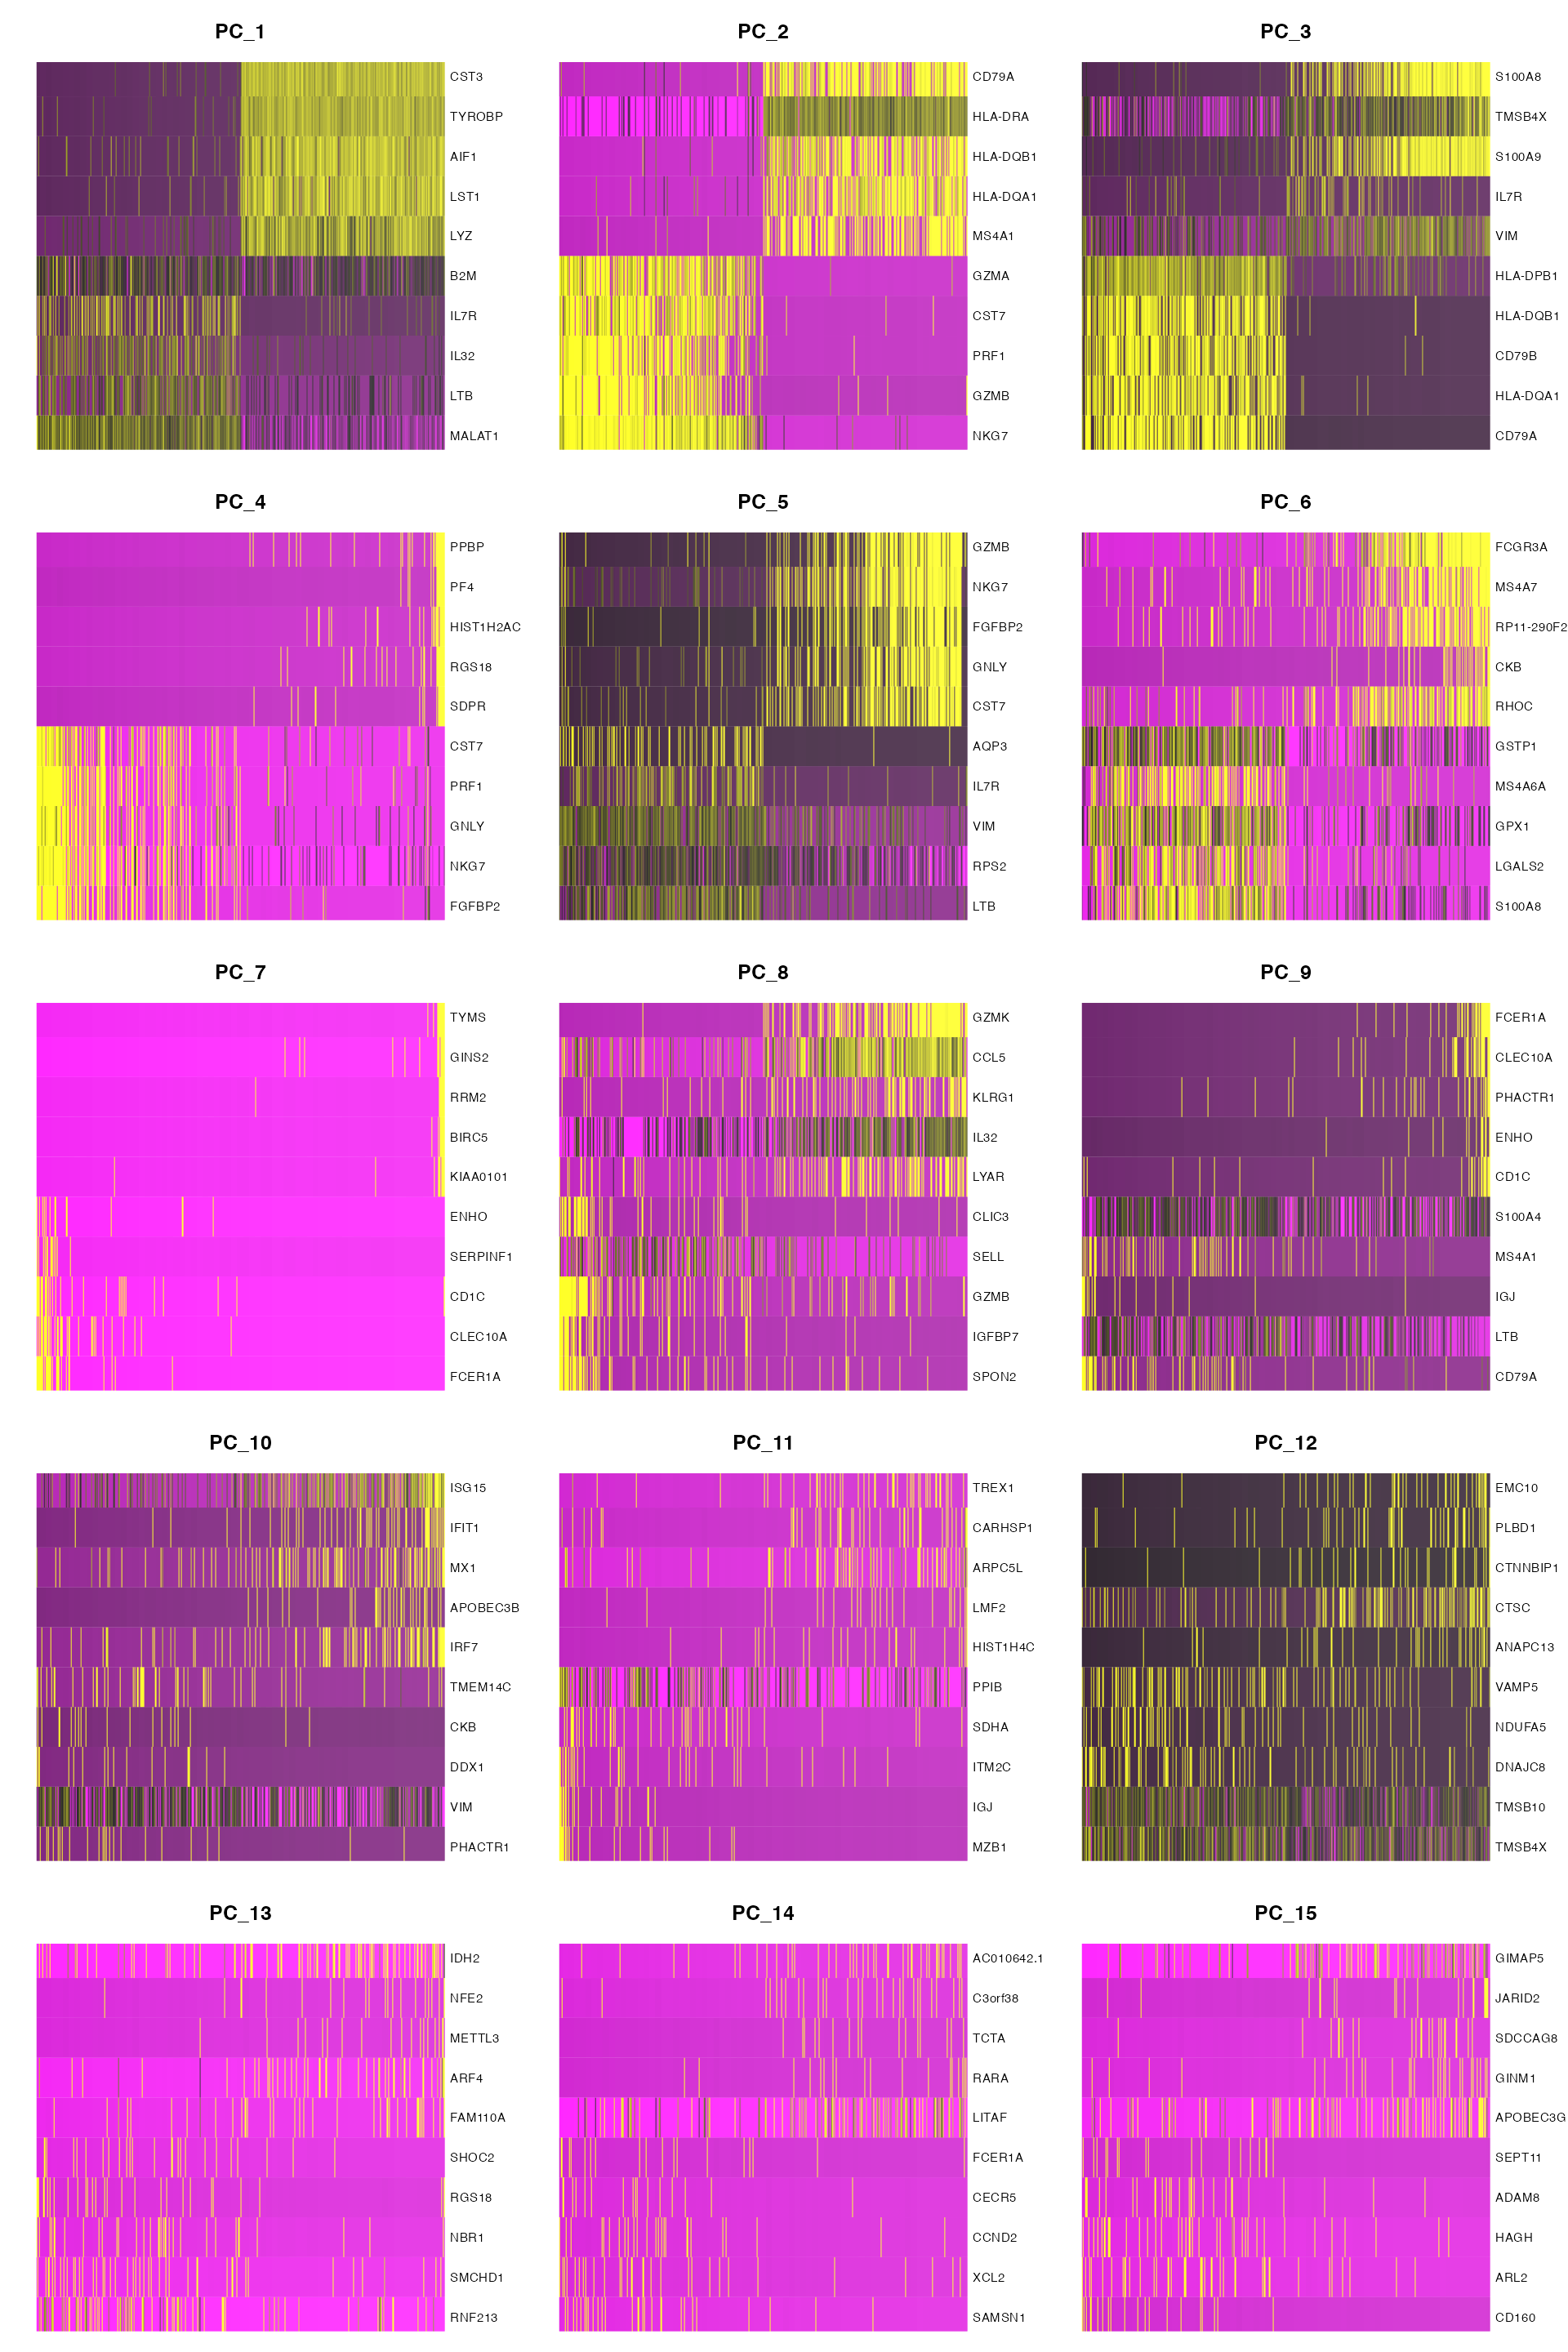 PC_1
CST3
TYROBP
AIF1
LST1
LYZ
B2M
IL7R
IL32
LTB
MALAT1
PC_2
CD79A
HLA-DRA
HLA-DQB1
HLA-DQA1
MS4A1
GZMA
CST7
PRF1
GZMB
NKG7
PC_3
S100A8
TMSB4X
S100A9
IL7R
VIM
HLA-DPB1
HLA-DQB1
CD79B
HLA-DQA1
CD79A
PC_4
PPBP
PF4
HIST1H2AC
RGS18
SDPR
CST7
PRF1
GNLY
NKG7
FGFBP2
PC_5
GZMB
NKG7
FGFBP2
GNLY
CST7
AQP3
IL7R
VIM
RPS2
LTB
PC_6
FCGR3A
MS4A7
RP11-290F2
CKB
RHOC
GSTP1
MS4A6A
GPX1
LGALS2
S100A8
PC_7
TYMS
GINS2
RRM2
BIRC5
KIAA0101
ENHO
SERPINF1
CD1C
CLEC10A
FCER1A
PC_8
GZMK
CCL5
KLRG1
IL32
LYAR
CLIC3
SELL
GZMB
IGFBP7
SPON2
PC_9
FCER1A
CLEC10A
PHACTR1
ENHO
CD1C
S100A4
MS4A1
IGJ
LTB
CD79A
PC_10
ISG15
IFIT1
MX1
APOBEC3B
IRF7
TMEM14C
CKB
DDX1
VIM
PHACTR1
PC_11
TREX1
CARHSP1
ARPC5L
LMF2
HIST1H4C
PPIB
SDHA
ITM2C
IGJ
MZB1
PC_12
EMC10
PLBD1
CTNNBIP1
CTSC
ANAPC13
VAMP5
NDUFA5
DNAJC8
TMSB10
TMSB4X
PC_13
IDH2
NFE2
METTL3
ARF4
FAM110A
SHOC2
RGS18
NBR1
SMCHD1
RNF213
PC_14
AC010642.1
C3orf38
TCTA
RARA
LITAF
FCER1A
CECR5
CCND2
XCL2
SAMSN1
PC_15
GIMAP5
JARID2
SDCCAG8
GINM1
APOBEC3G
SEPT11
ADAM8
HAGH
ARL2
CD160